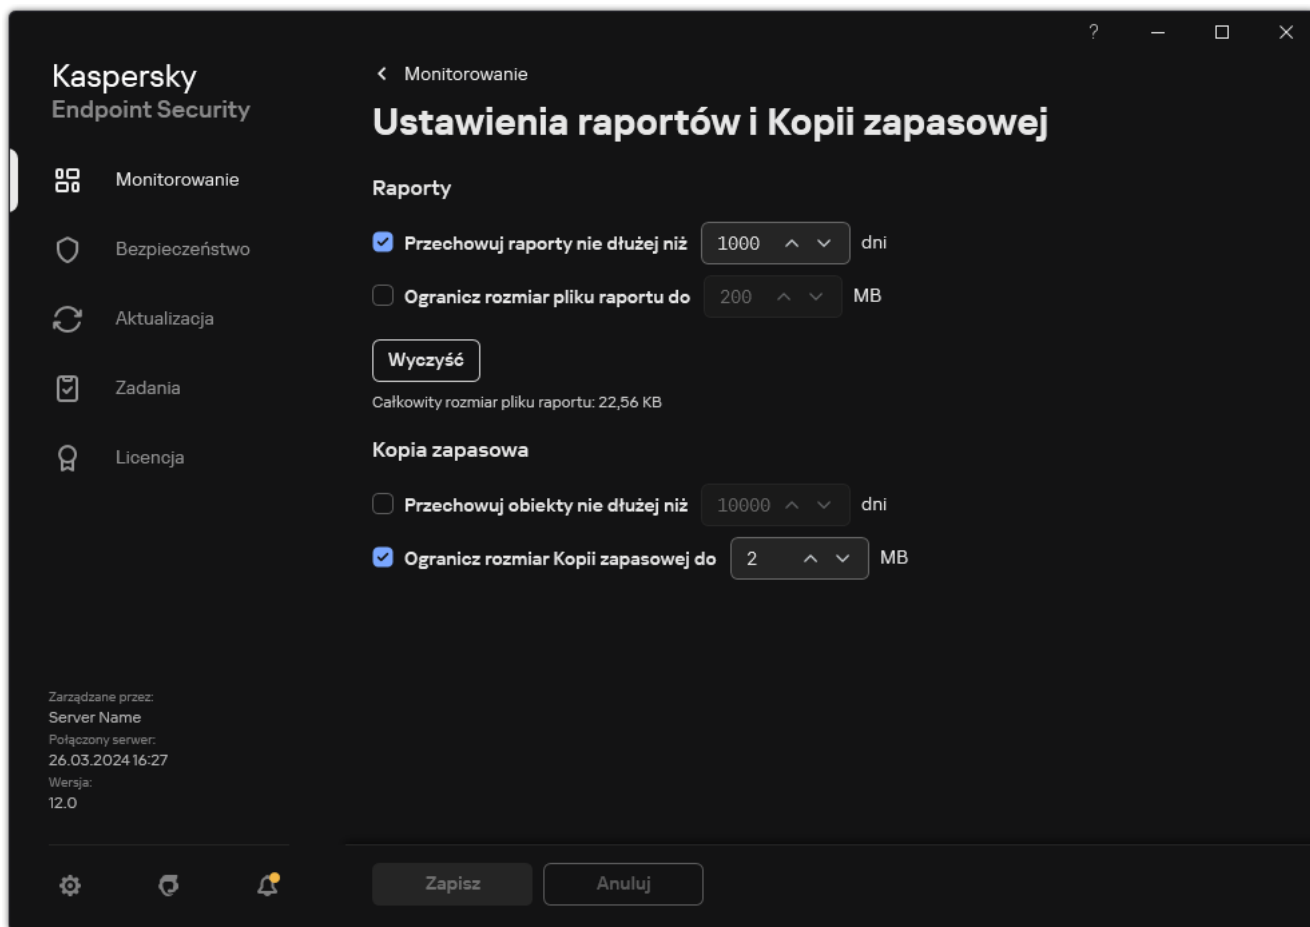 ?
Kaspersky
Endpoint Security
Monitorowanie
Bezpieczeństwo
Aktualizacja
Zadania
Licencja
Zarządzane przez:
Server Name
Połączony serwer:
26.03.2024 16:27
Wersja:
12.0
Monitorowanie
Ustawienia raportów i Kopii zapasowej
Raporty
Przechowuj raporty nie dłużej niż 1000 dni
Ogranicz rozmiar pliku raportu do 200 MB
Wyczyść
Całkowity rozmiar pliku raportu: 22,56 KB
Kopia zapasowa
Przechowuj obiekty nie dłużej niż 10000 dni
Ogranicz rozmiar Kopii zapasowej do 2 MB
Zapisz Anuluj